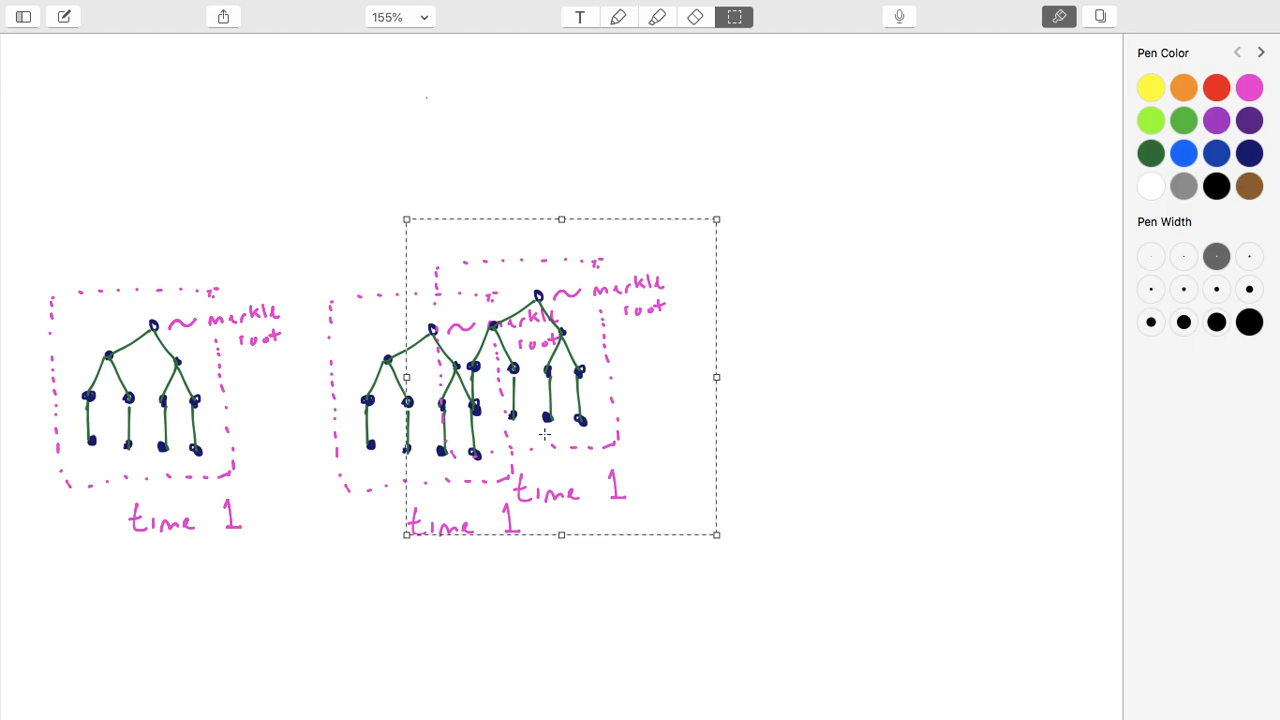 155%
T
Pen Color
Pen Width
merkle
root
time 1
merkle
root
time 1
merkle
root
time 1